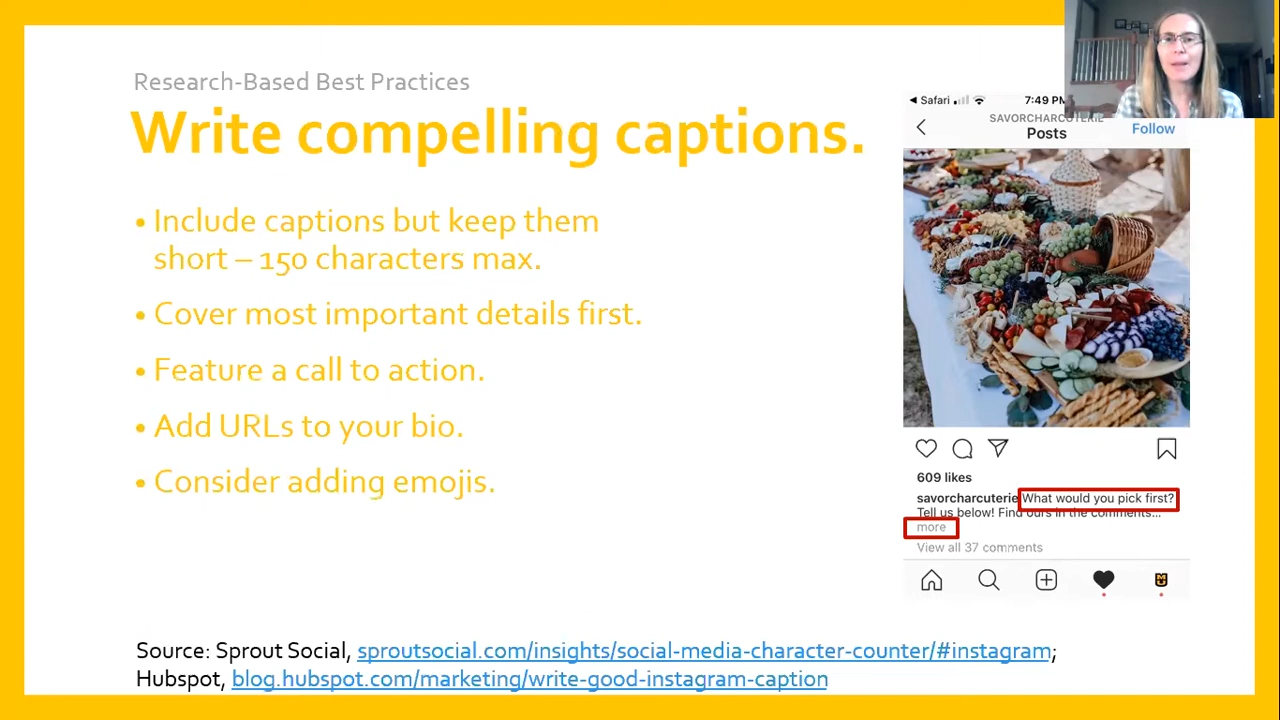 Research-Based Best Practices
Write compelling captions.
• Include captions but keep them
short – 150 characters max.
• Cover most important details first.
• Feature a call to action.
• Add URLs to your bio.
• Consider adding emojis.
Safari
7:49 PM
SAVORCHARCUTERIE
Posts
Follow
609 likes
savorcharcuterie What would you pick first?
Tell us below! Find ours in the comments...
more
View all 37 comments
MU
Source: Sprout Social, sproutsocial.com/insights/social-media-character-counter/#instagram;
Hubspot, blog.hubspot.com/marketing/write-good-instagram-caption